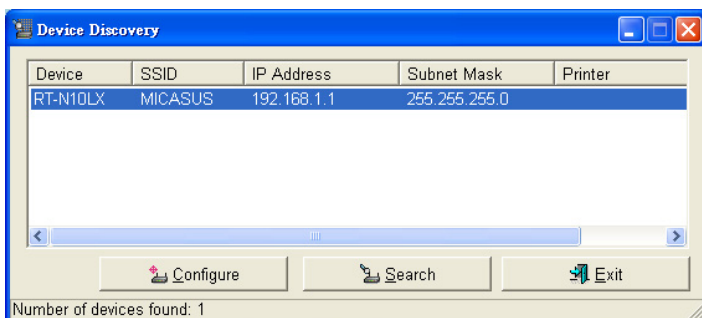 Device Discovery
Device SSID IP Address Subnet Mask Printer
RT-N10LX MICASUS 192.168.1.1 255.255.255.0
Configure Search Exit
Number of devices found: 1